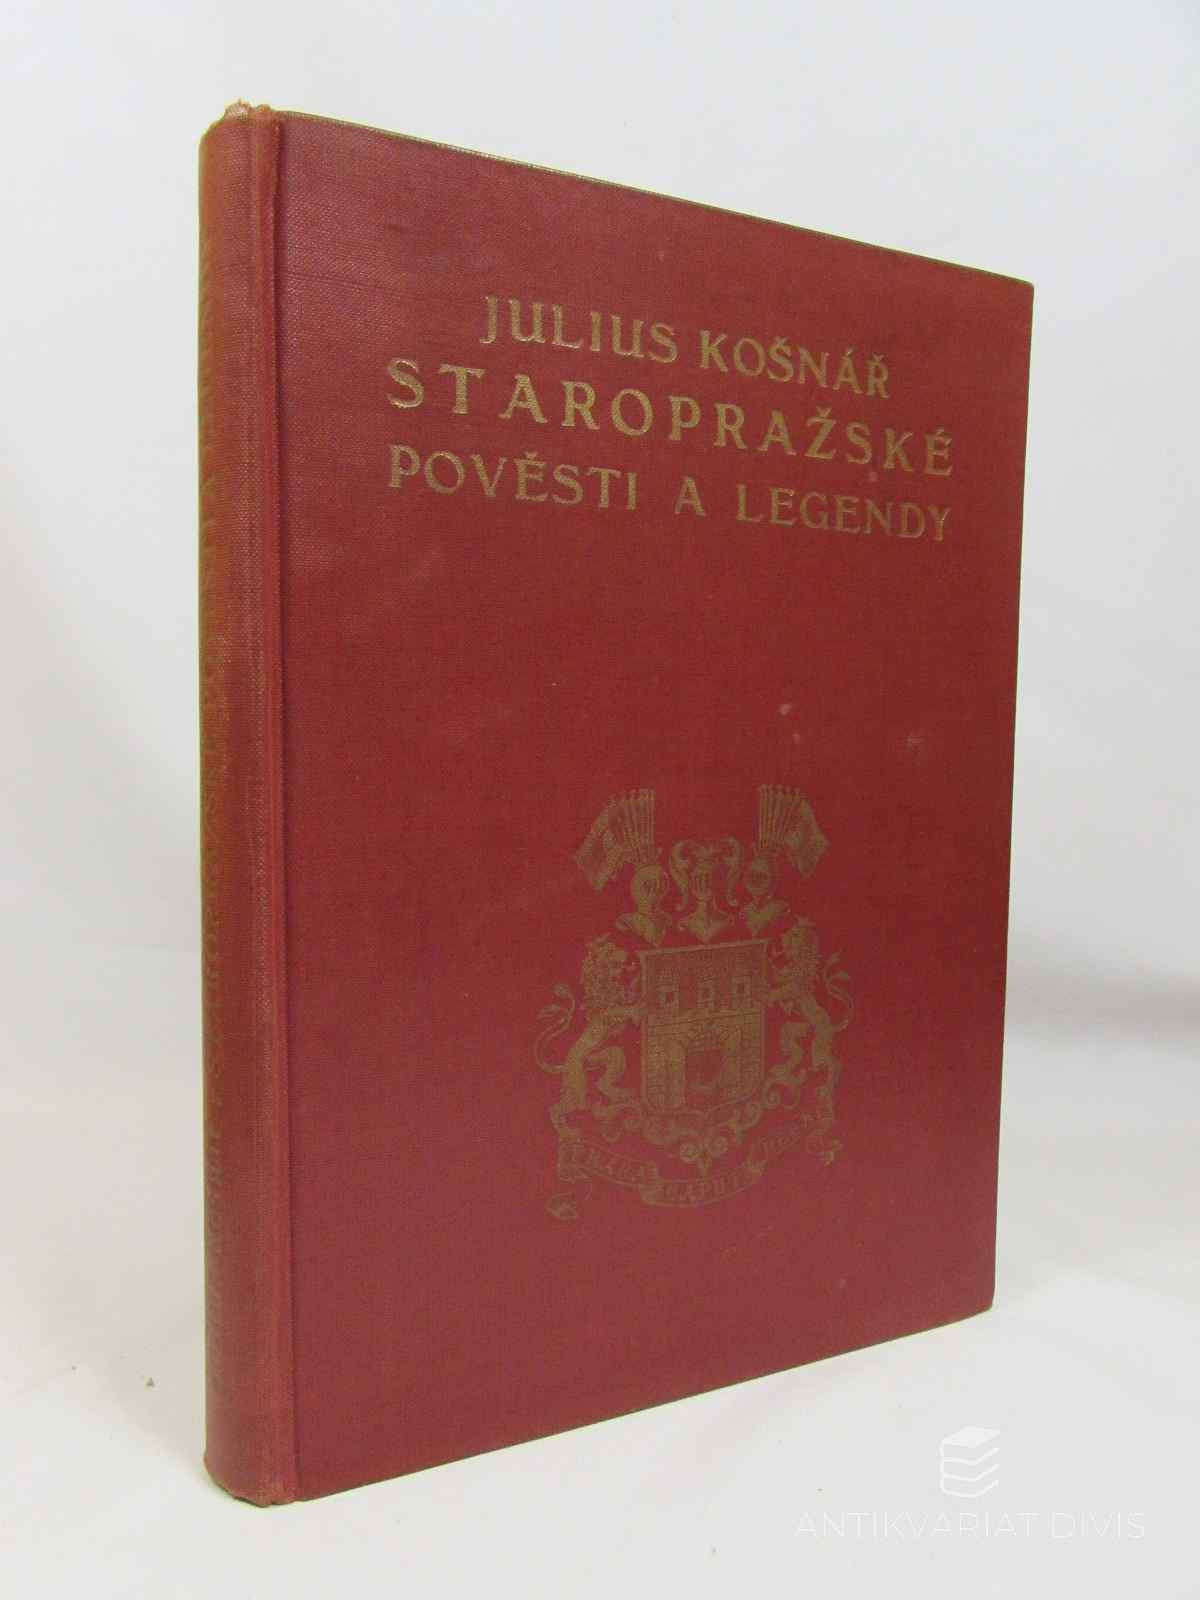 JULIUS KOŠNÁŘ
STAROPRAŽSKÉ
POVĚSTI A LEGENDY
PRAGA
CAPUT
ANTIKVARIAT DIVIS